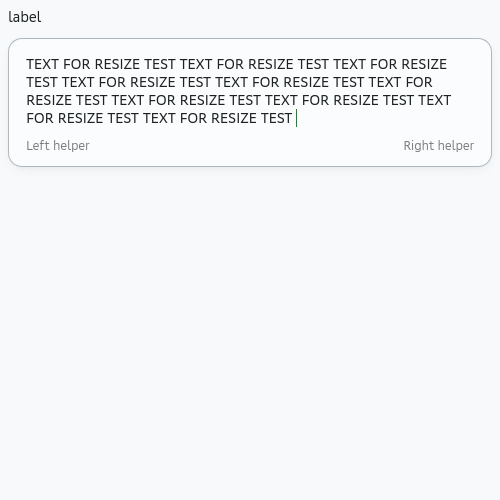 label
TEXT FOR RESIZE TEST TEXT FOR RESIZE TEST TEXT FOR RESIZE
TEST TEXT FOR RESIZE TEST TEXT FOR RESIZE TEST TEXT FOR
RESIZE TEST TEXT FOR RESIZE TEST TEXT FOR RESIZE TEST TEXT
FOR RESIZE TEST TEXT FOR RESIZE TEST
Left helper
Right helper